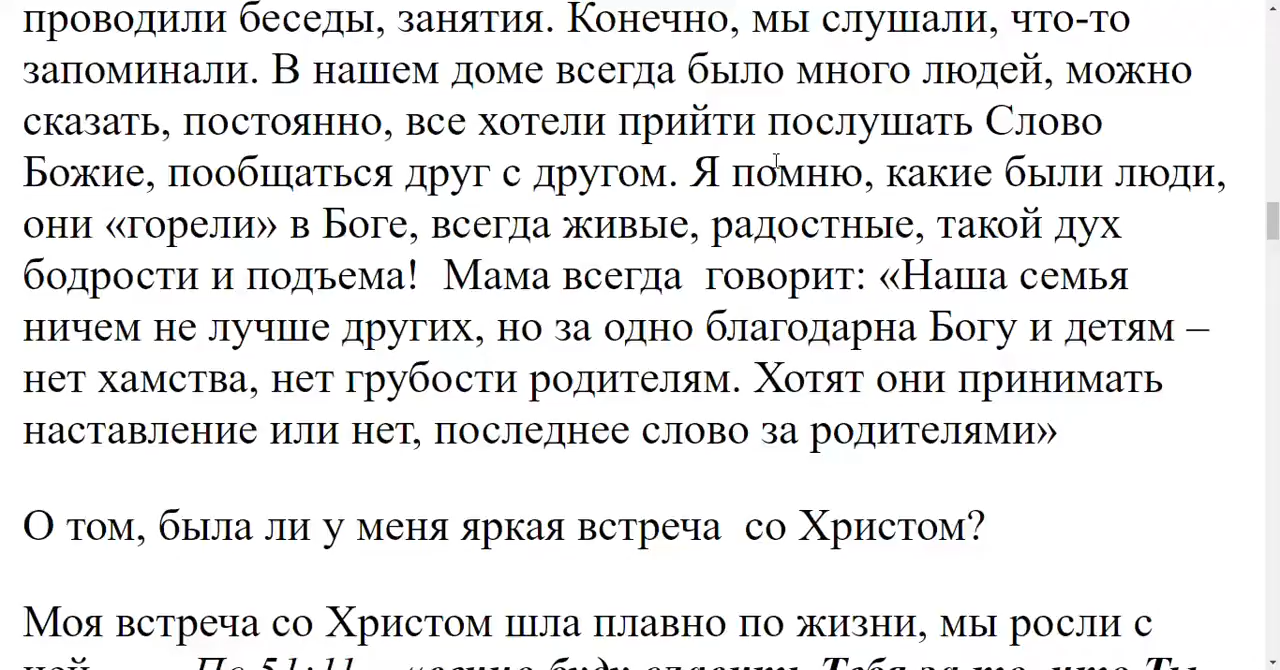 проводили беседы, занятия. Конечно, мы слушали, что-то
запоминали. В нашем доме всегда было много людей, можно
сказать, постоянно, все хотели прийти послушать Слово
Божие, пообщаться друг с другом. Я помню, какие были люди,
они «горели» в Боге, всегда живые, радостные, такой дух
бодрости и подъема!  Мама всегда  говорит: «Наша семья
ничем не лучше других, но за одно благодарна Богу и детям –
нет хамства, нет грубости родителям. Хотят они принимать
наставление или нет, последнее слово за родителями»
О том, была ли у меня яркая встреча  со Христом?
Моя встреча со Христом шла плавно по жизни, мы росли с